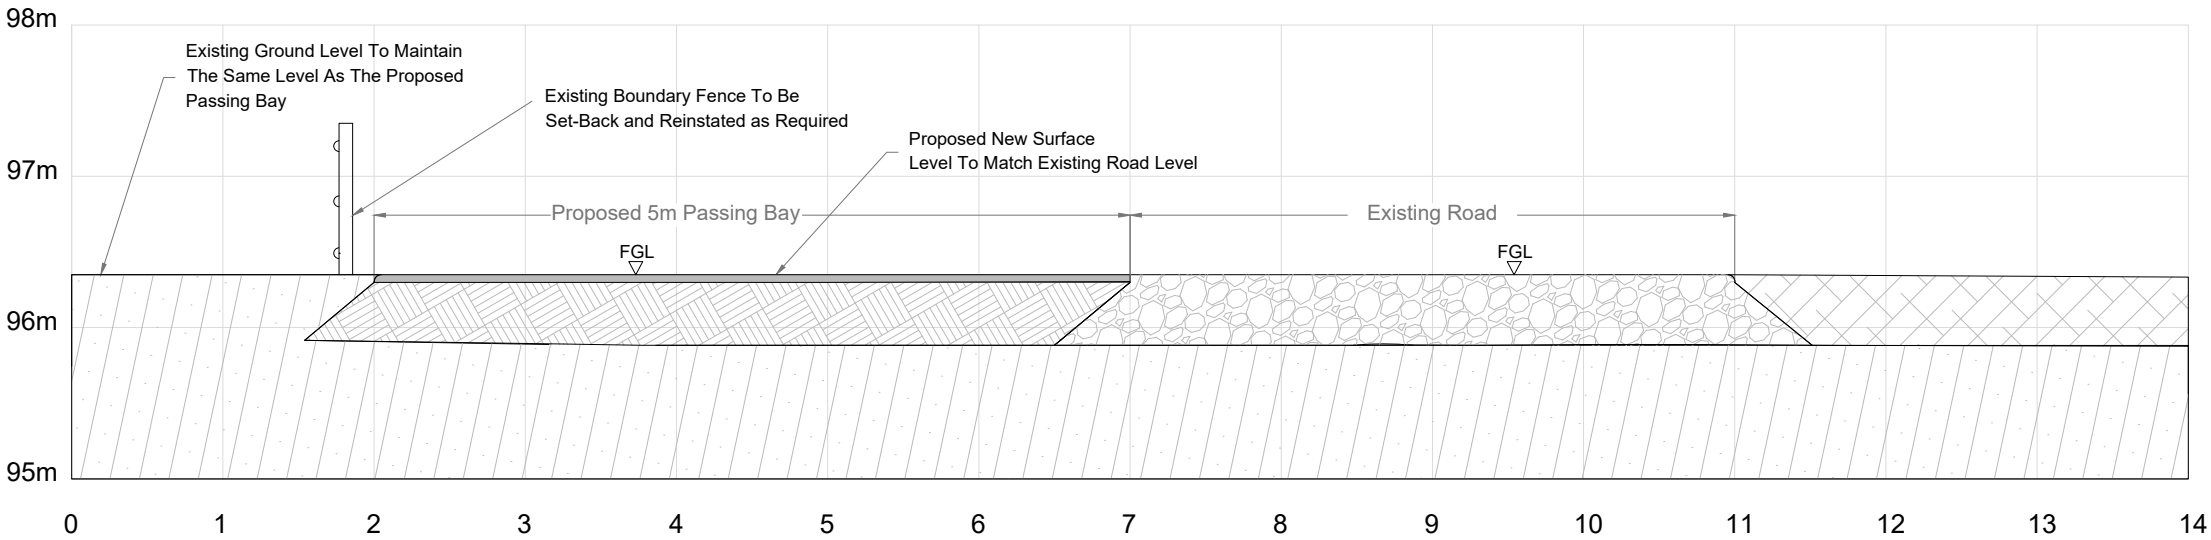 98m
Existing Ground Level To Maintain
The Same Level As The Proposed
Passing Bay
Existing Boundary Fence To Be
Set-Back and Reinstated as Required
Proposed New Surface
Level To Match Existing Road Level
97m
Proposed 5m Passing Bay
Existing Road
FGL
FGL
96m
95m
0 1 2 3 4 5 6 7 8 9 10 11 12 13 14